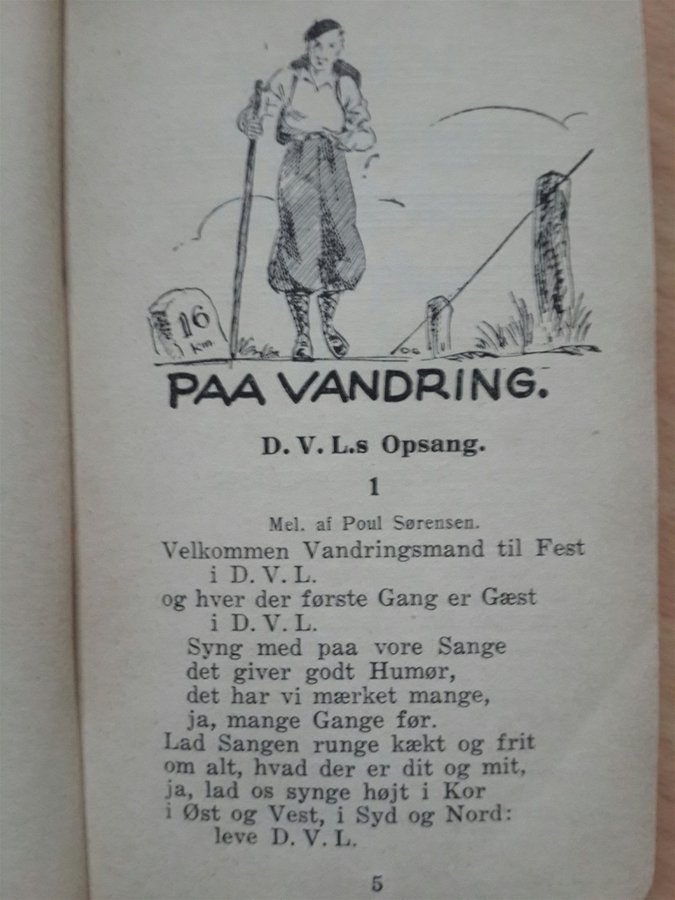 16
Km
PAA VANDRING.
D. V. L.s Opsang.
1
Mel. af Poul Sørensen.
Velkommen Vandringsmand til Fest
i D. V. L.
og hver der første Gang er Gæst
i D. V. L.
Syng med paa vore Sange
det giver godt Humør,
det har vi mærket mange,
ja, mange Gange før.
Lad Sangen runge kækt og frit
om alt, hvad der er dit og mit,
ja, lad os synge højt i Kor
i Øst og Vest, i Syd og Nord:
leve D. V. L.
5